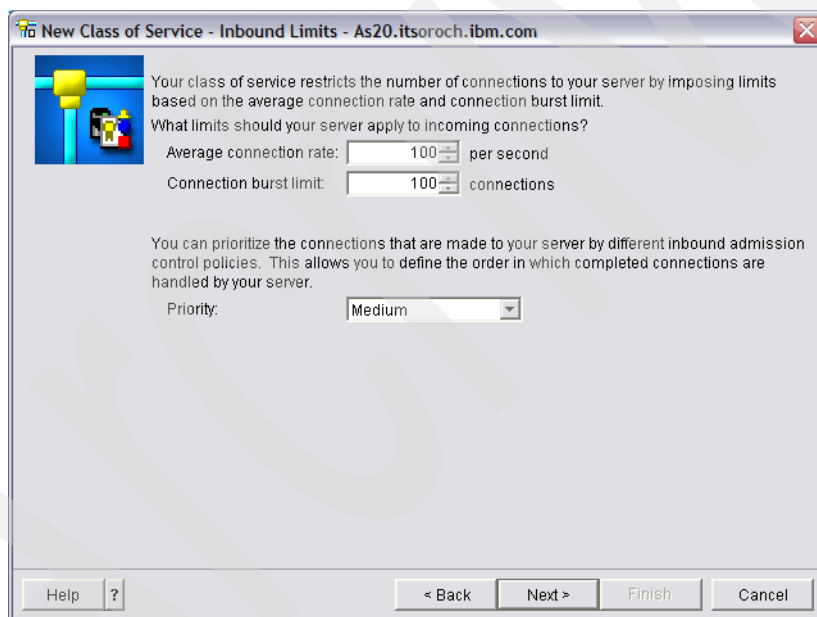 New Class of Service - Inbound Limits - As20.itsoroch.ibm.com
Your class of service restricts the number of connections to your server by imposing limits
based on the average connection rate and connection burst limit.
What limits should your server apply to incoming connections?
Average connection rate: 100 per second
Connection burst limit: 100 connections
You can prioritize the connections that are made to your server by different inbound admission
control policies. This allows you to define the order in which completed connections are
handled by your server.
Priority: Medium
Help ? < Back Next > Finish Cancel